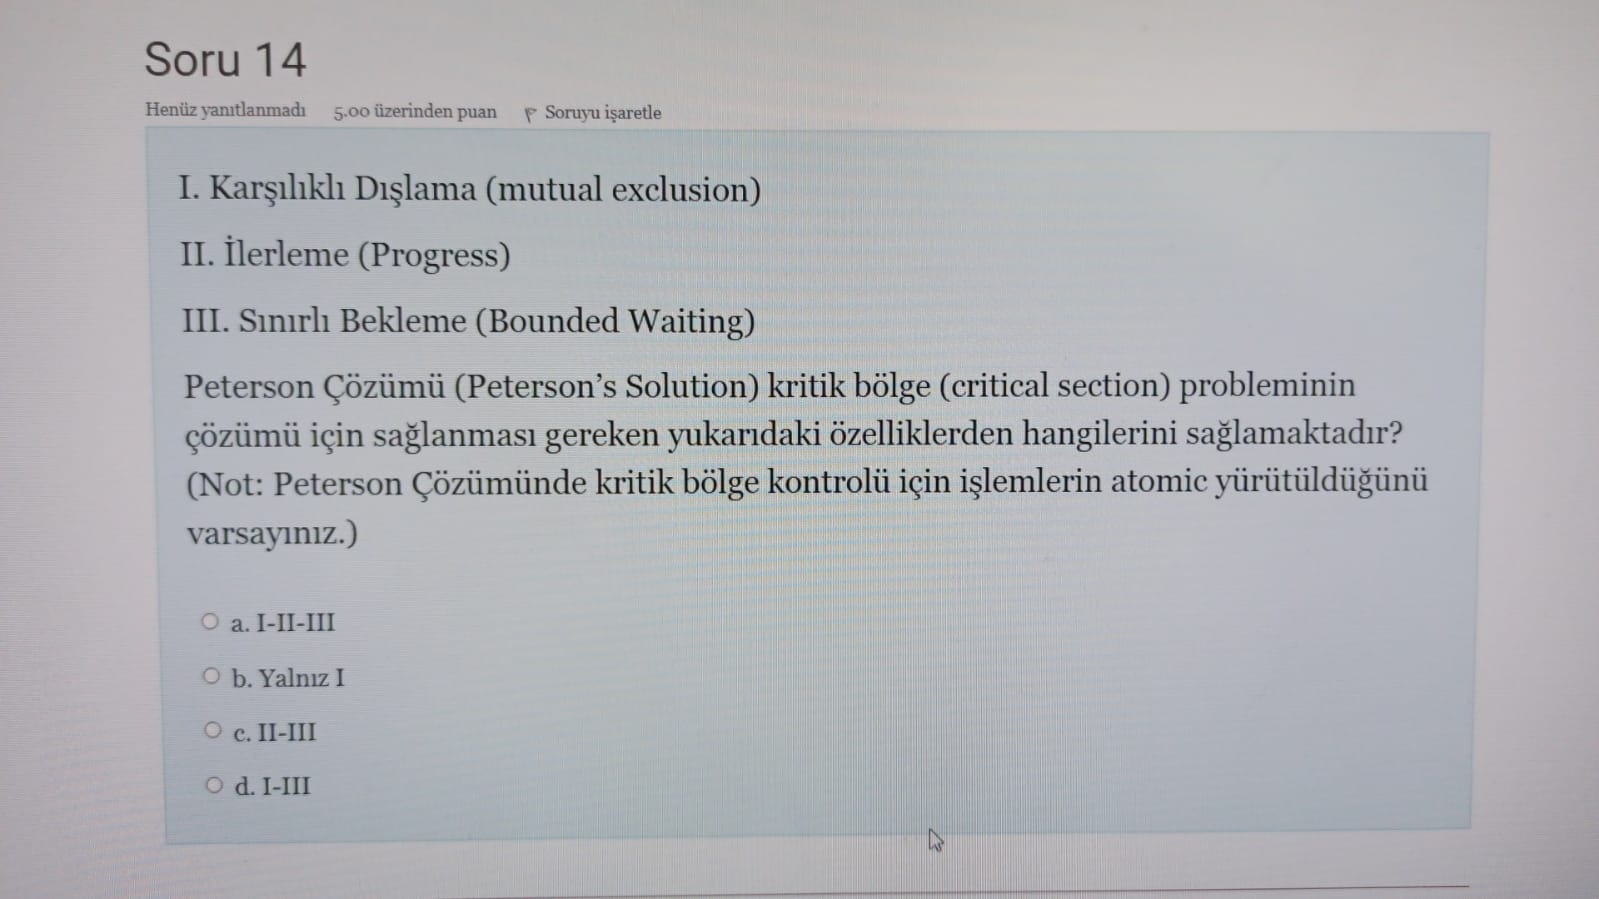 Soru 14
Henüz yanıtlanmadı 5.00 üzerinden puan Soruyu işaretle
I. Karşılıklı Dışlama (mutual exclusion)
II. İlerleme (Progress)
III. Sınırlı Bekleme (Bounded Waiting)
Peterson Çözümü (Peterson's Solution) kritik bölge (critical section) probleminin
çözümü için sağlanması gereken yukarıdaki özelliklerden hangilerini sağlamaktadır?
(Not: Peterson Çözümünde kritik bölge kontrolü için işlemlerin atomic yürütüldüğünü
varsayınız.)
a. I-II-III
b. Yalnız I
c. II-III
d. I-III